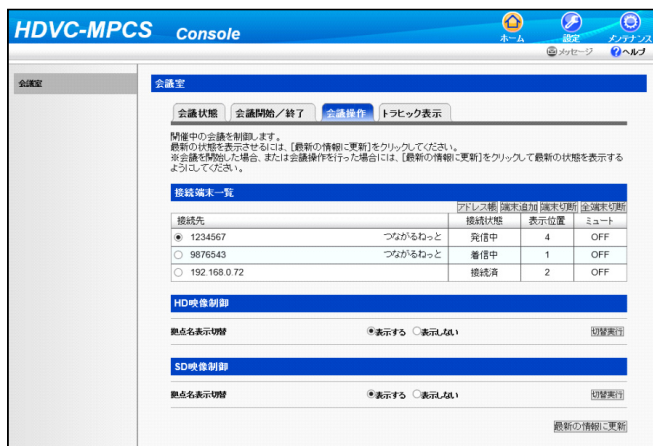 HDVC-MPCS Console
ホーム 設定 メンテナンス
メッセージ ヘルプ
会議室
会議室
会議状態 会議開始／終了 会議操作 トラヒック表示
開催中の会議を制御します。
最新の状態を表示させるには、[最新の情報に更新]をクリックしてください。
※会議を開始した場合、または会議操作を行った場合には、[最新の情報に更新]をクリックして最新の状態を表示する
ようにしてください。
接続端末一覧
アドレス帳 端末追加 端末切断 全端末切断
接続先 接続状態 表示位置 ミュート
1234567 つながるねっと 発信中 4 OFF
9876543 つながるねっと 着信中 1 OFF
192.168.0.72 接続済 2 OFF
HD映像制御
拠点名表示切替 表示する 表示しない 切替実行
SD映像制御
拠点名表示切替 表示する 表示しない 切替実行
最新の情報に更新